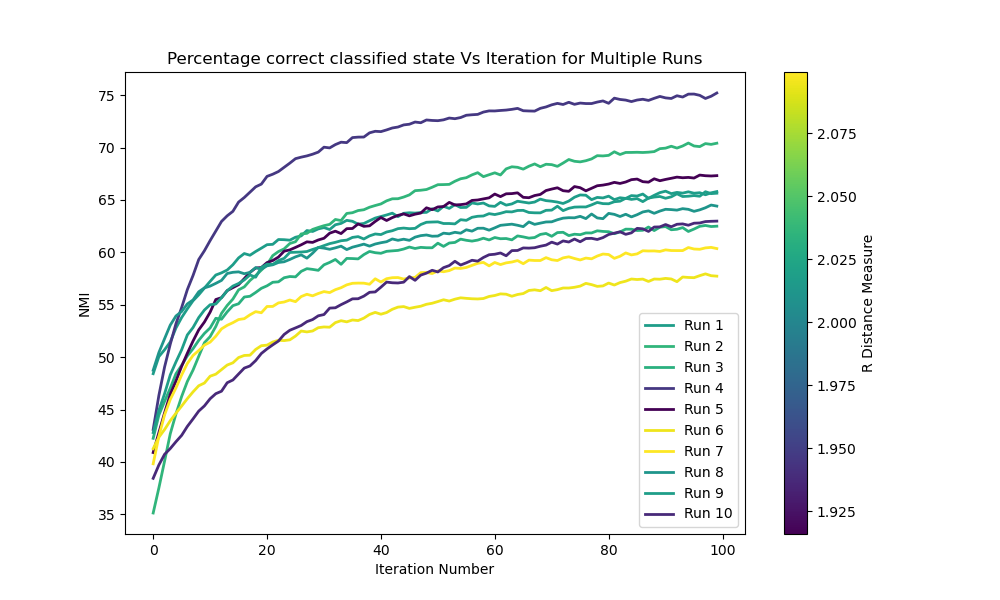 Percentage correct classified state Vs Iteration for Multiple Runs
NMI
75
70
65
60
55
50
45
40
35
0
20
40
60
80
100
Iteration Number
Run 1
Run 2
Run 3
Run 4
Run 5
Run 6
Run 7
Run 8
Run 9
Run 10
2.075
2.050
2.025
2.000
1.975
1.950
1.925
R Distance Measure